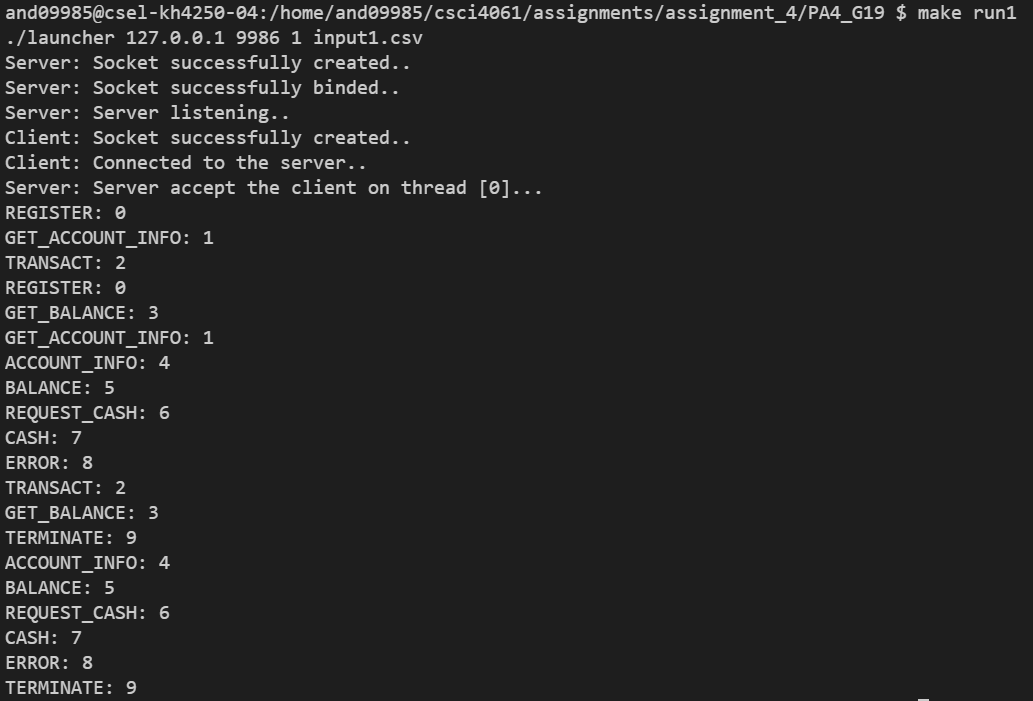 and09985@csel-kh4250-04:/home/and09985/csci4061/assignments/assignment_4/PA4_G19 $ make run1
./launcher 127.0.0.1 9986 1 input1.csv
Server: Socket successfully created..
Server: Socket successfully binded..
Server: Server listening..
Client: Socket successfully created..
Client: Connected to the server..
Server: Server accept the client on thread [0]...
REGISTER: 0
GET_ACCOUNT_INFO: 1
TRANSACT: 2
REGISTER: 0
GET_BALANCE: 3
GET_ACCOUNT_INFO: 1
ACCOUNT_INFO: 4
BALANCE: 5
REQUEST_CASH: 6
CASH: 7
ERROR: 8
TRANSACT: 2
GET_BALANCE: 3
TERMINATE: 9
ACCOUNT_INFO: 4
BALANCE: 5
REQUEST_CASH: 6
CASH: 7
ERROR: 8
TERMINATE: 9